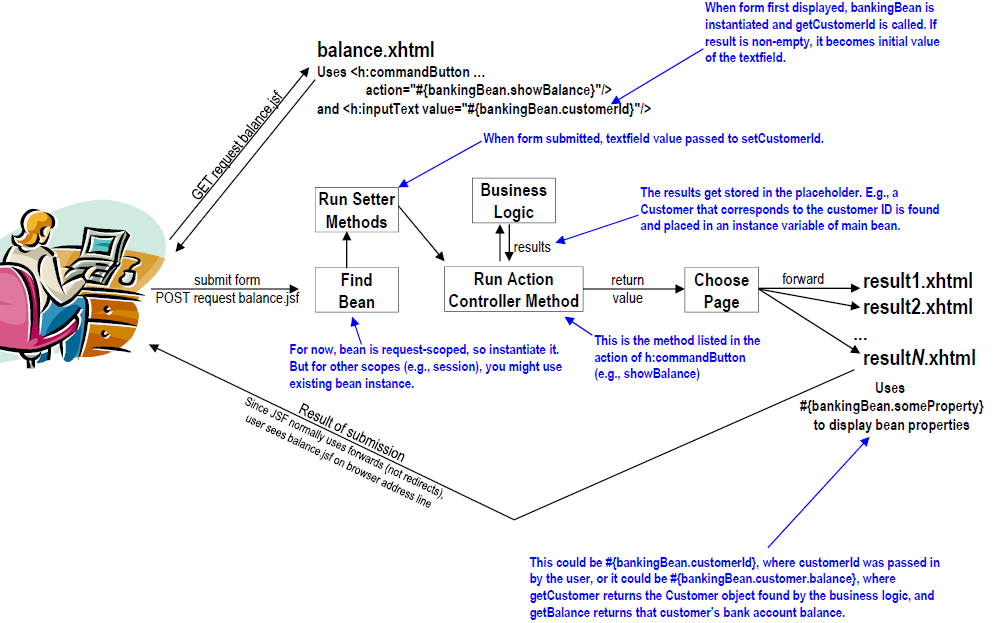 When form first displayed, bankingBean is
instantiated and getCustomerId is called. If
result is non-empty, it becomes initial value
of the textfield.
balance.xhtml
Uses <h:commandButton ...
action="#{bankingBean.showBalance}"/>
and <h:inputText value="#{bankingBean.customerId}"/>
GET request balance.jsf
When form submitted, textfield value passed to setCustomerId.
Run Setter
Methods
Business
Logic
results
The results get stored in the placeholder. E.g., a
Customer that corresponds to the customer ID is found
and placed in an instance variable of main bean.
submit form
POST request balance.jsf
Find
Bean
Run Action
Controller Method
return
value
Choose
Page
forward
result1.xhtml
result2.xhtml
...
resultN.xhtml
For now, bean is request-scoped, so instantiate it.
But for other scopes (e.g., session), you might use
existing bean instance.
This is the method listed in the
action of h:commandButton
(e.g., showBalance)
Uses
#{bankingBean.someProperty}
to display bean properties
Result of submission
Since JSF normally uses forwards (not redirects),
user sees balance.jsf on browser address line
This could be #{bankingBean.customerId}, where customerId was passed in
by the user, or it could be #{bankingBean.customer.balance}, where
getCustomer returns the Customer object found by the business logic, and
getBalance returns that customer's bank account balance.